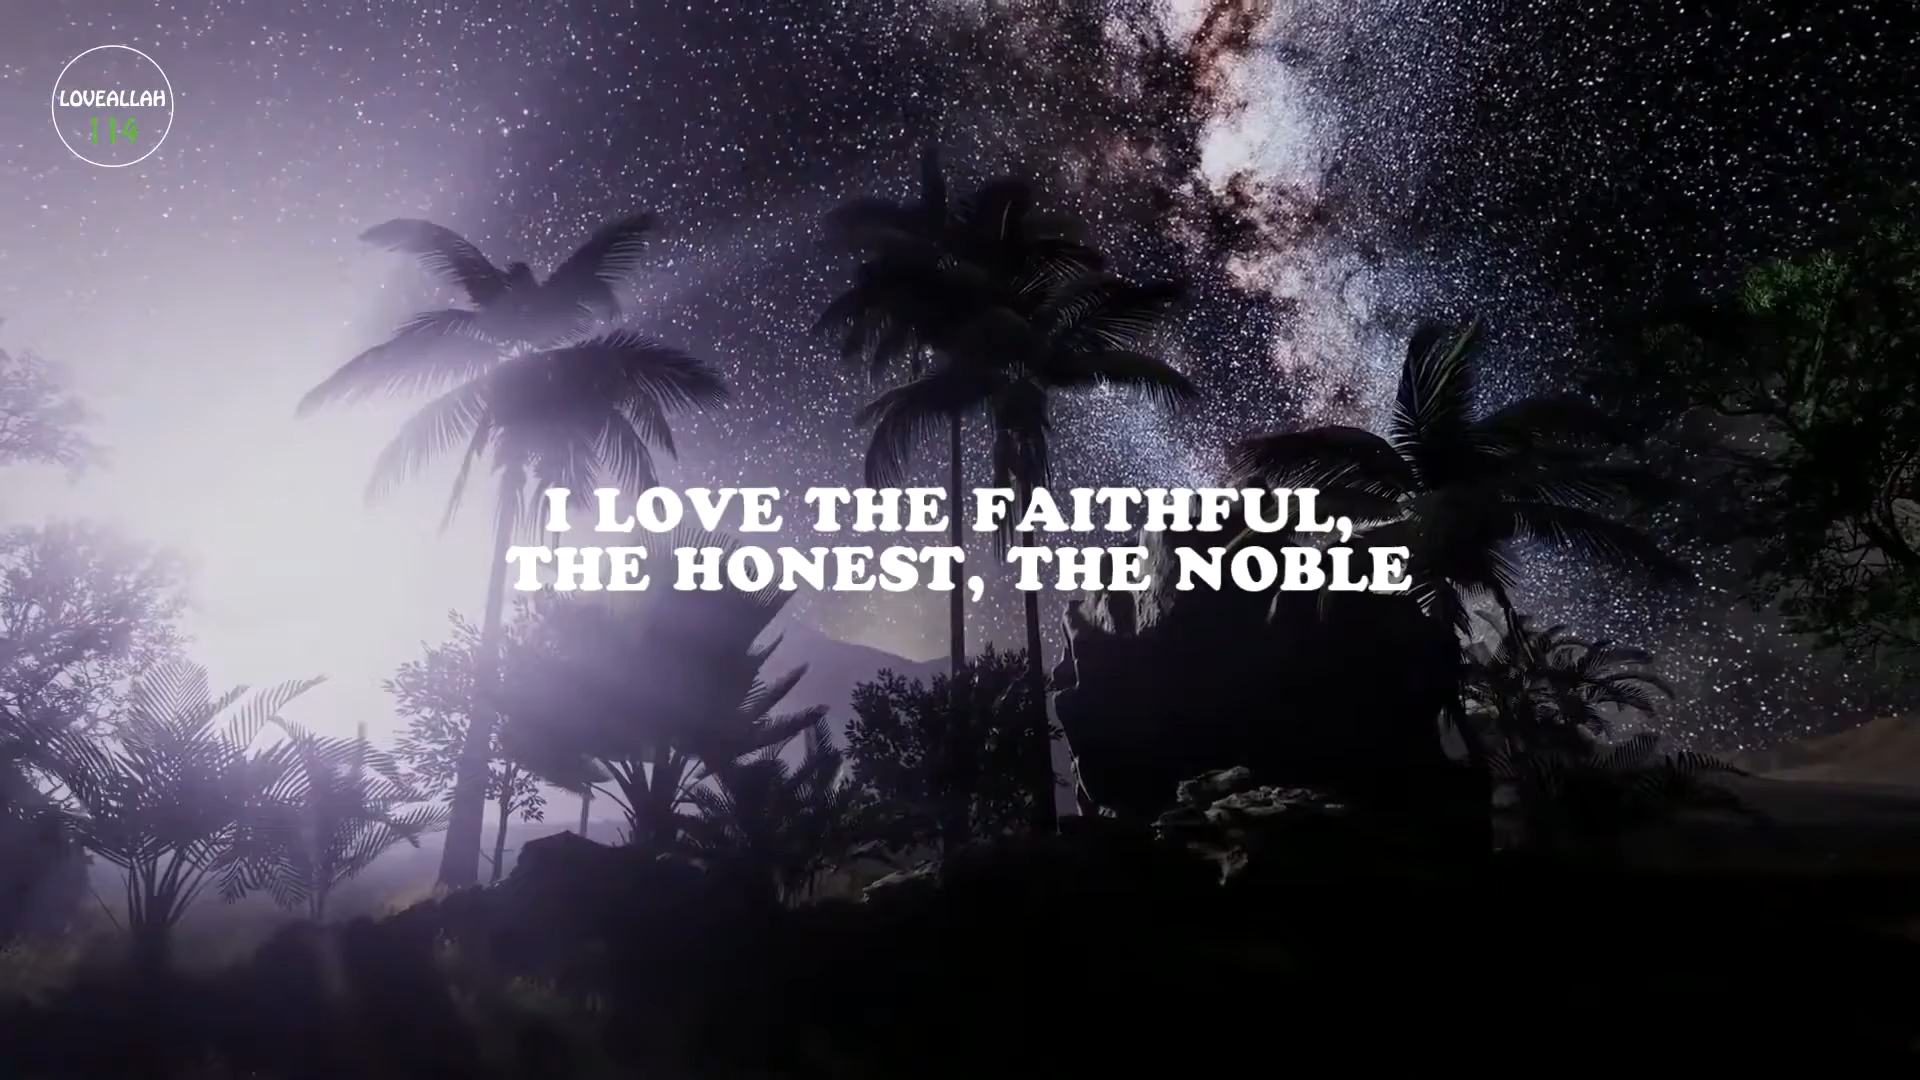 LOVEALLAH
114
I LOVE THE FAITHFUL,
THE HONEST, THE NOBLE